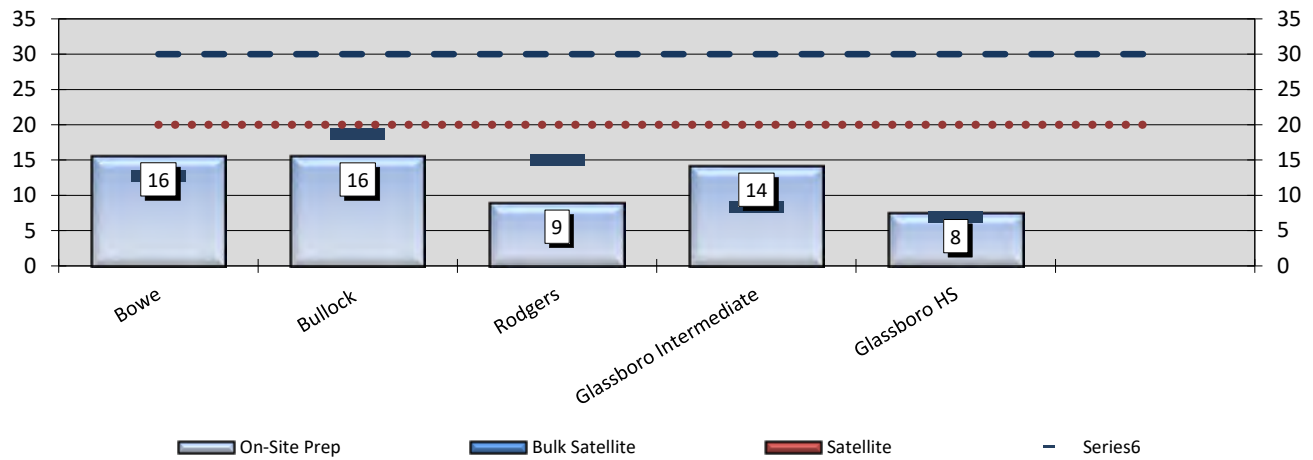 35 35
30 30
25 25
20 20
15 15
10 10
5 5
0 0
16 16 9 14 8
Bowe Bullock Rodgers Glassboro Intermediate Glassboro HS
On-Site Prep Bulk Satellite Satellite Series6